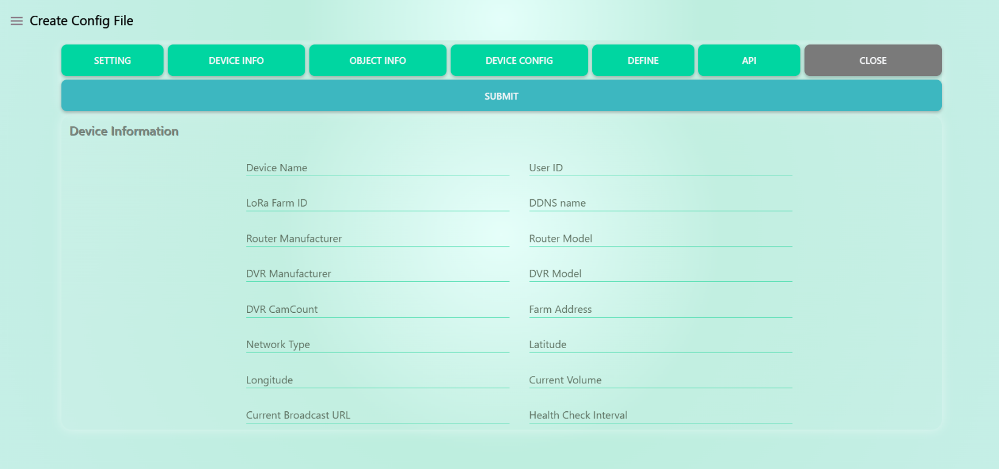 Create Config File
SETTING DEVICE INFO OBJECT INFO DEVICE CONFIG DEFINE API CLOSE
SUBMIT
Device Information
Device Name User ID
LoRa Farm ID DDNS name
Router Manufacturer Router Model
DVR Manufacturer DVR Model
DVR CamCount Farm Address
Network Type Latitude
Longitude Current Volume
Current Broadcast URL Health Check Interval